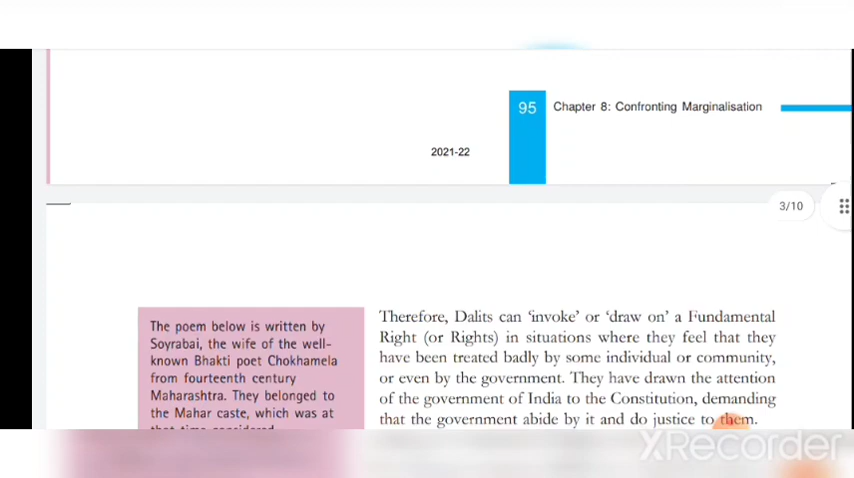 95 Chapter 8: Confronting Marginalisation
2021-22
3/10
The poem below is written by
Soyrabai, the wife of the well-
known Bhakti poet Chokhamela
from fourteenth century
Maharashtra. They belonged to
the Mahar caste, which was at
that time considered
Therefore, Dalits can ‘invoke’ or ‘draw on’ a Fundamental
Right (or Rights) in situations where they feel that they
have been treated badly by some individual or community,
or even by the government. They have drawn the attention
of the government of India to the Constitution, demanding
that the government abide by it and do justice to them.
XRecorder